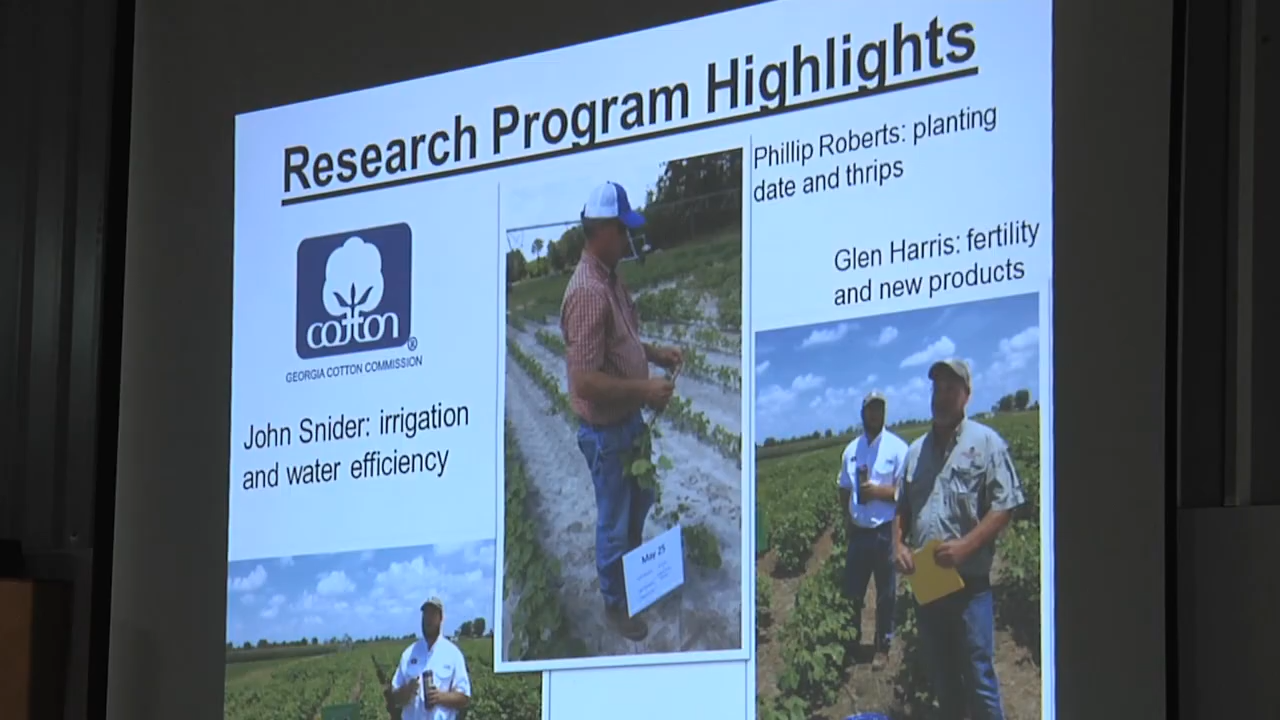 Research Program Highlights
cotton®
GEORGIA COTTON COMMISSION
John Snider: irrigation
and water efficiency
May 25
Phillip Roberts: planting
date and thrips
Glen Harris: fertility
and new products